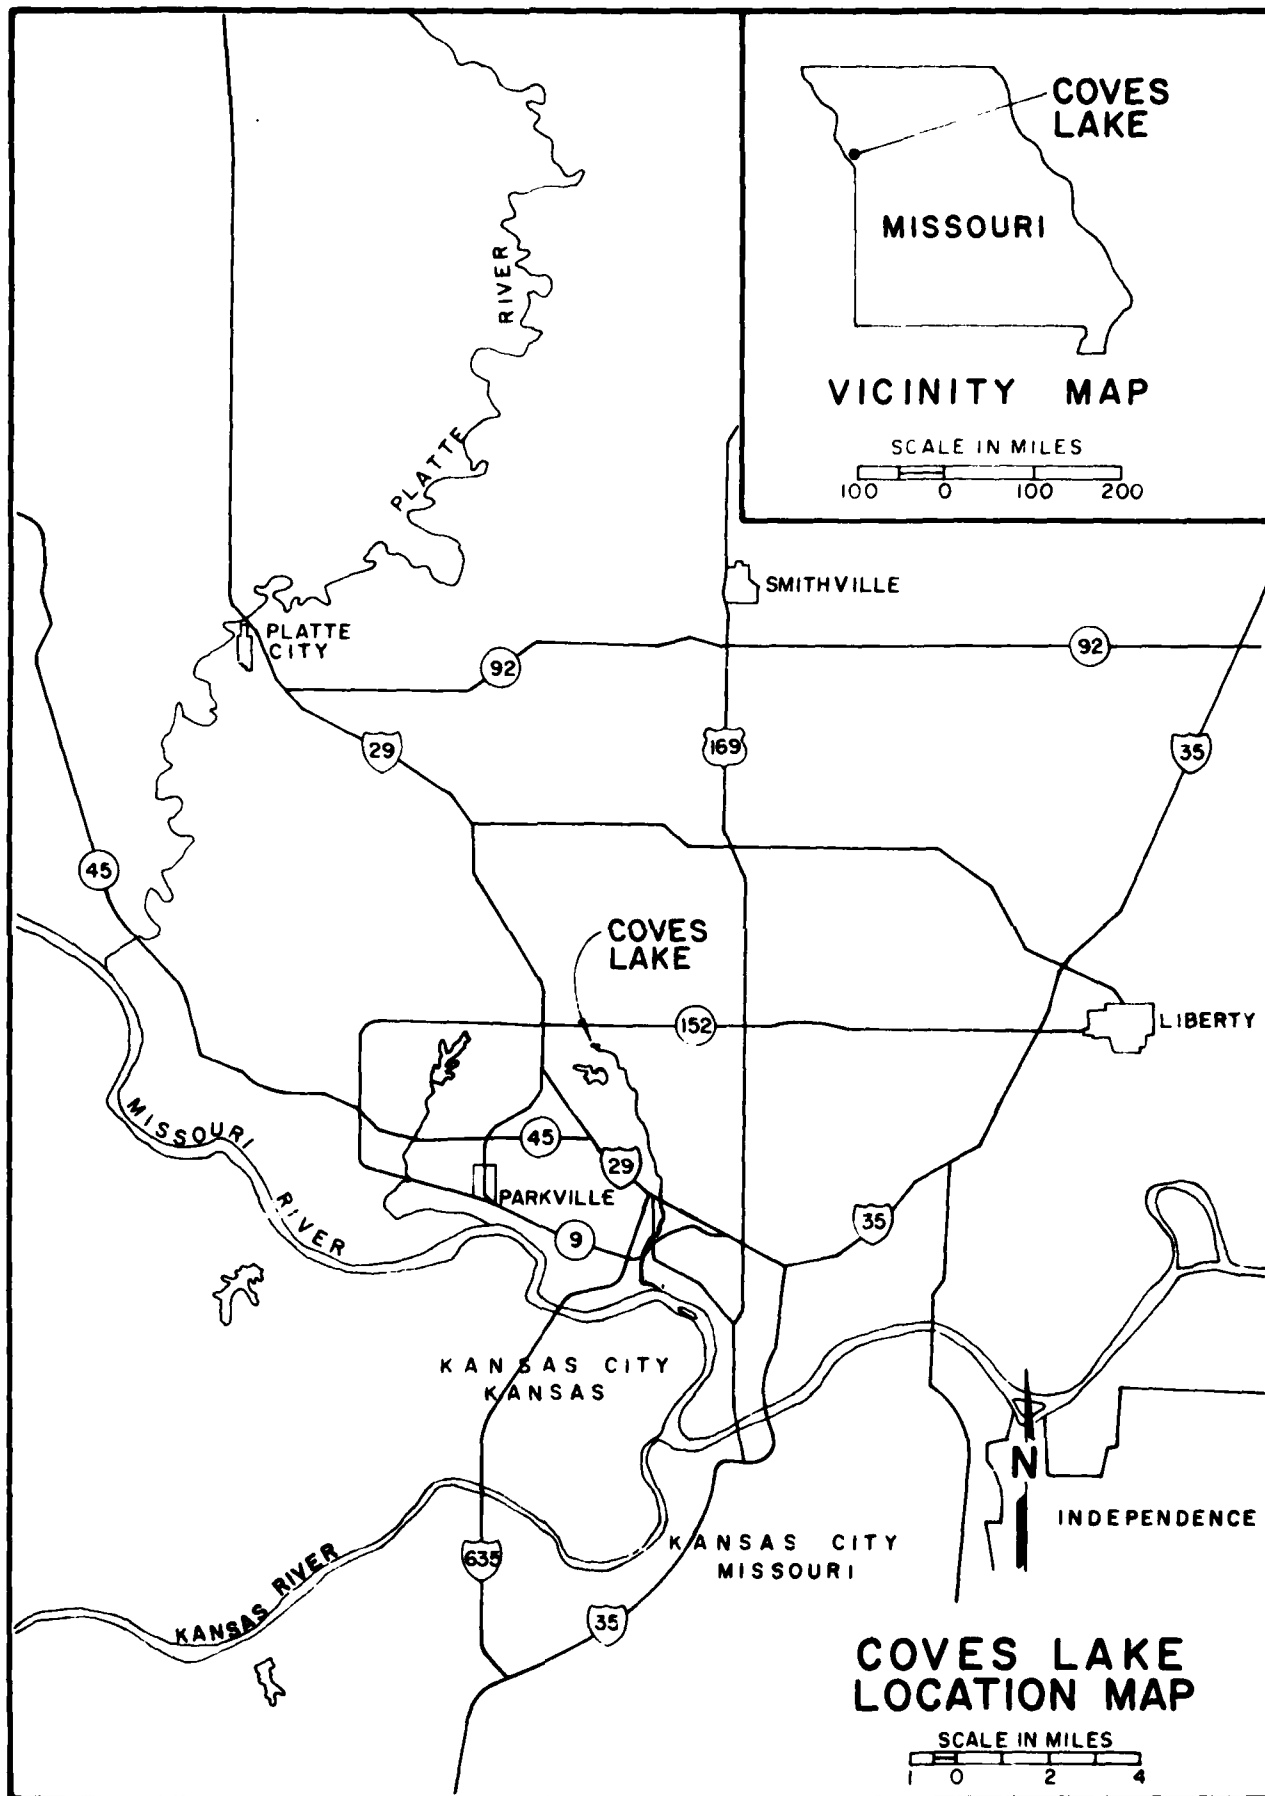 COVES
LAKE
MISSOURI
VICINITY MAP
SCALE IN MILES
100 0 100 200
PLATTE RIVER
SMITHVILLE
PLATTE
CITY
92
92
29
169
35
45
COVES
LAKE
152
LIBERTY
MISSOURI RIVER
45
29
PARKVILLE
9
35
KANSAS CITY
KANSAS
N
INDEPENDENCE
KANSAS CITY
MISSOURI
635
KANSAS RIVER
35
COVES LAKE
LOCATION MAP
SCALE IN MILES
1 0 2 4